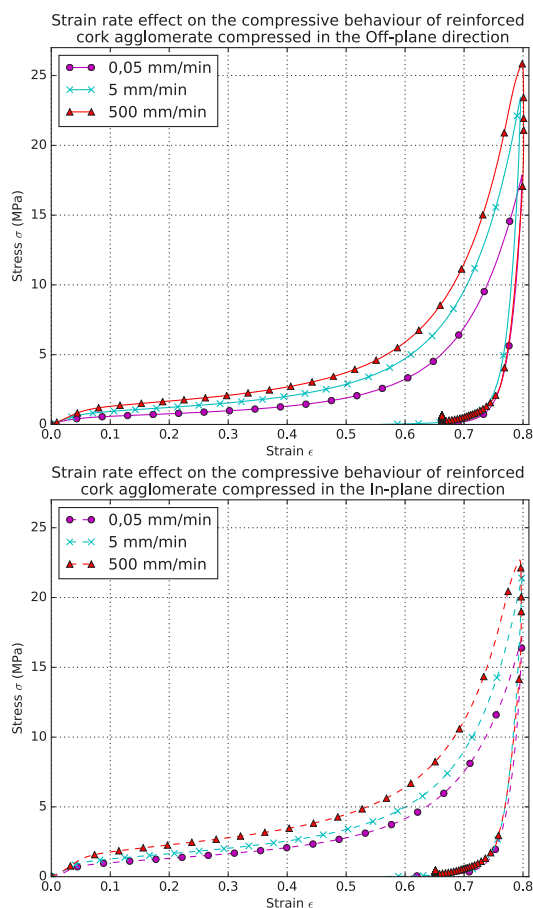 Strain rate effect on the compressive behaviour of reinforced
cork agglomerate compressed in the Off-plane direction
0,05 mm/min
5 mm/min
500 mm/min
25
20
15
10
5
0
Stress σ (MPa)
0.0 0.1 0.2 0.3 0.4 0.5 0.6 0.7 0.8
Strain ϵ
Strain rate effect on the compressive behaviour of reinforced
cork agglomerate compressed in the In-plane direction
0,05 mm/min
5 mm/min
500 mm/min
25
20
15
10
5
0
Stress σ (MPa)
0.0 0.1 0.2 0.3 0.4 0.5 0.6 0.7 0.8
Strain ϵ